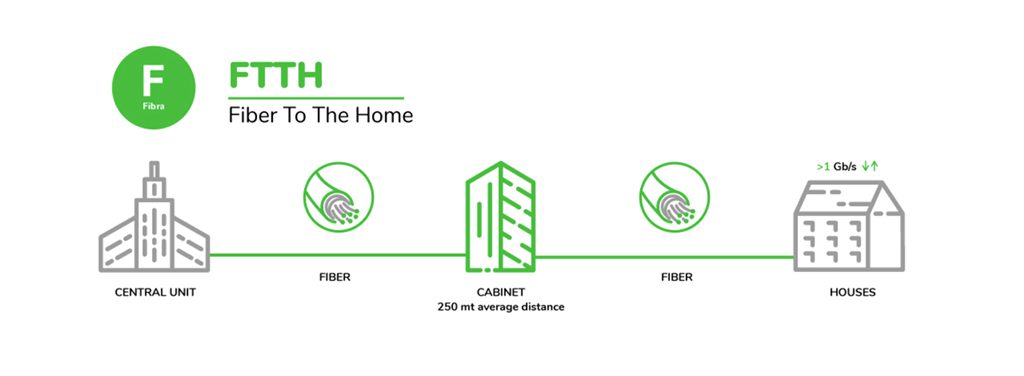 F
Fibra
FTTH
Fiber To The Home
>1 Gb/s ↓↑
FIBER
FIBER
CENTRAL UNIT
CABINET
250 mt average distance
HOUSES